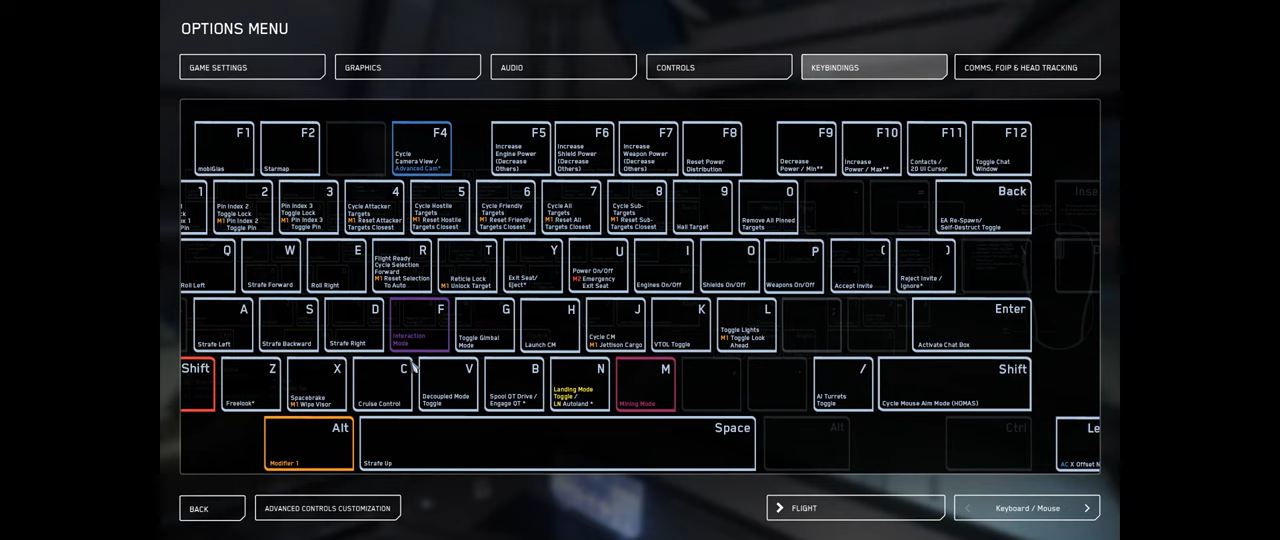 OPTIONS MENU
GAME SETTINGS
GRAPHICS
AUDIO
CONTROLS
KEYBINDINGS
COMMS, FOIP & HEAD TRACKING
F1
mobiGlas
F2
Starmap
F4
Cycle
Camera View /
Advanced Cam*
F5
Increase
Engine Power
(Decrease
Others)
F6
Increase
Shield Power
(Decrease
Others)
F7
Increase
Weapon Power
(Decrease
Others)
F8
Reset Power
Distribution
F9
Decrease
Power / Min**
F10
Increase
Power / Max**
F11
Contacts /
2D UI Cursor
F12
Toggle Chat
Window
1
k
x 1
Pin
2
Pin Index 2
Toggle Lock
M1 Pin Index 2
Toggle Pin
3
Pin Index 3
Toggle Lock
M1 Pin Index 3
Toggle Pin
4
Cycle Attacker
Targets
M1 Reset Attacker
Targets Closest
5
Cycle Hostile
Targets
M1 Reset Hostile
Targets Closest
6
Cycle Friendly
Targets
M1 Reset Friendly
Targets Closest
7
Cycle All
Targets
M1 Reset All
Targets Closest
8
Cycle Sub-
Targets
M1 Reset Sub-
Targets Closest
9
Hail Target
0
Remove All Pinned
Targets
Back
EA Re-Spawn/
Self-Destruct Toggle
Inse
Q
Roll Left
W
Strafe Forward
E
Roll Right
R
Flight Ready
Cycle Selection
Forward
M1 Reset Selection
To Auto
T
Reticle Lock
M1 Unlock Target
Y
Exit Seat/
Eject*
U
Power On/Off
M2 Emergency
Exit Seat
I
Engines On/Off
O
Shields On/Off
P
Weapons On/Off
(
Accept Invite
)
Reject Invite /
Ignore*
A
Strafe Left
S
Strafe Backward
D
Strafe Right
F
Interaction
Mode
G
Toggle Gimbal
Mode
H
Launch CM
J
Cycle CM
M1 Jettison Cargo
K
VTOL Toggle
L
Toggle Lights
M1 Toggle Look
Ahead
Enter
Activate Chat Box
Shift
Z
Freelook*
X
Spacebrake
M1 Wipe Visor
C
Cruise Control
V
Decoupled Mode
Toggle
B
Spool QT Drive /
Engage QT *
N
Landing Mode
Toggle /
LN Autoland *
M
Mining Mode
/
AI Turrets
Toggle
Shift
Cycle Mouse Aim Mode (HOMAS)
Alt
Modifier 1
Space
Strafe Up
Alt
Ctrl
Le
AC X Offset N
BACK
ADVANCED CONTROLS CUSTOMIZATION
FLIGHT
Keyboard / Mouse